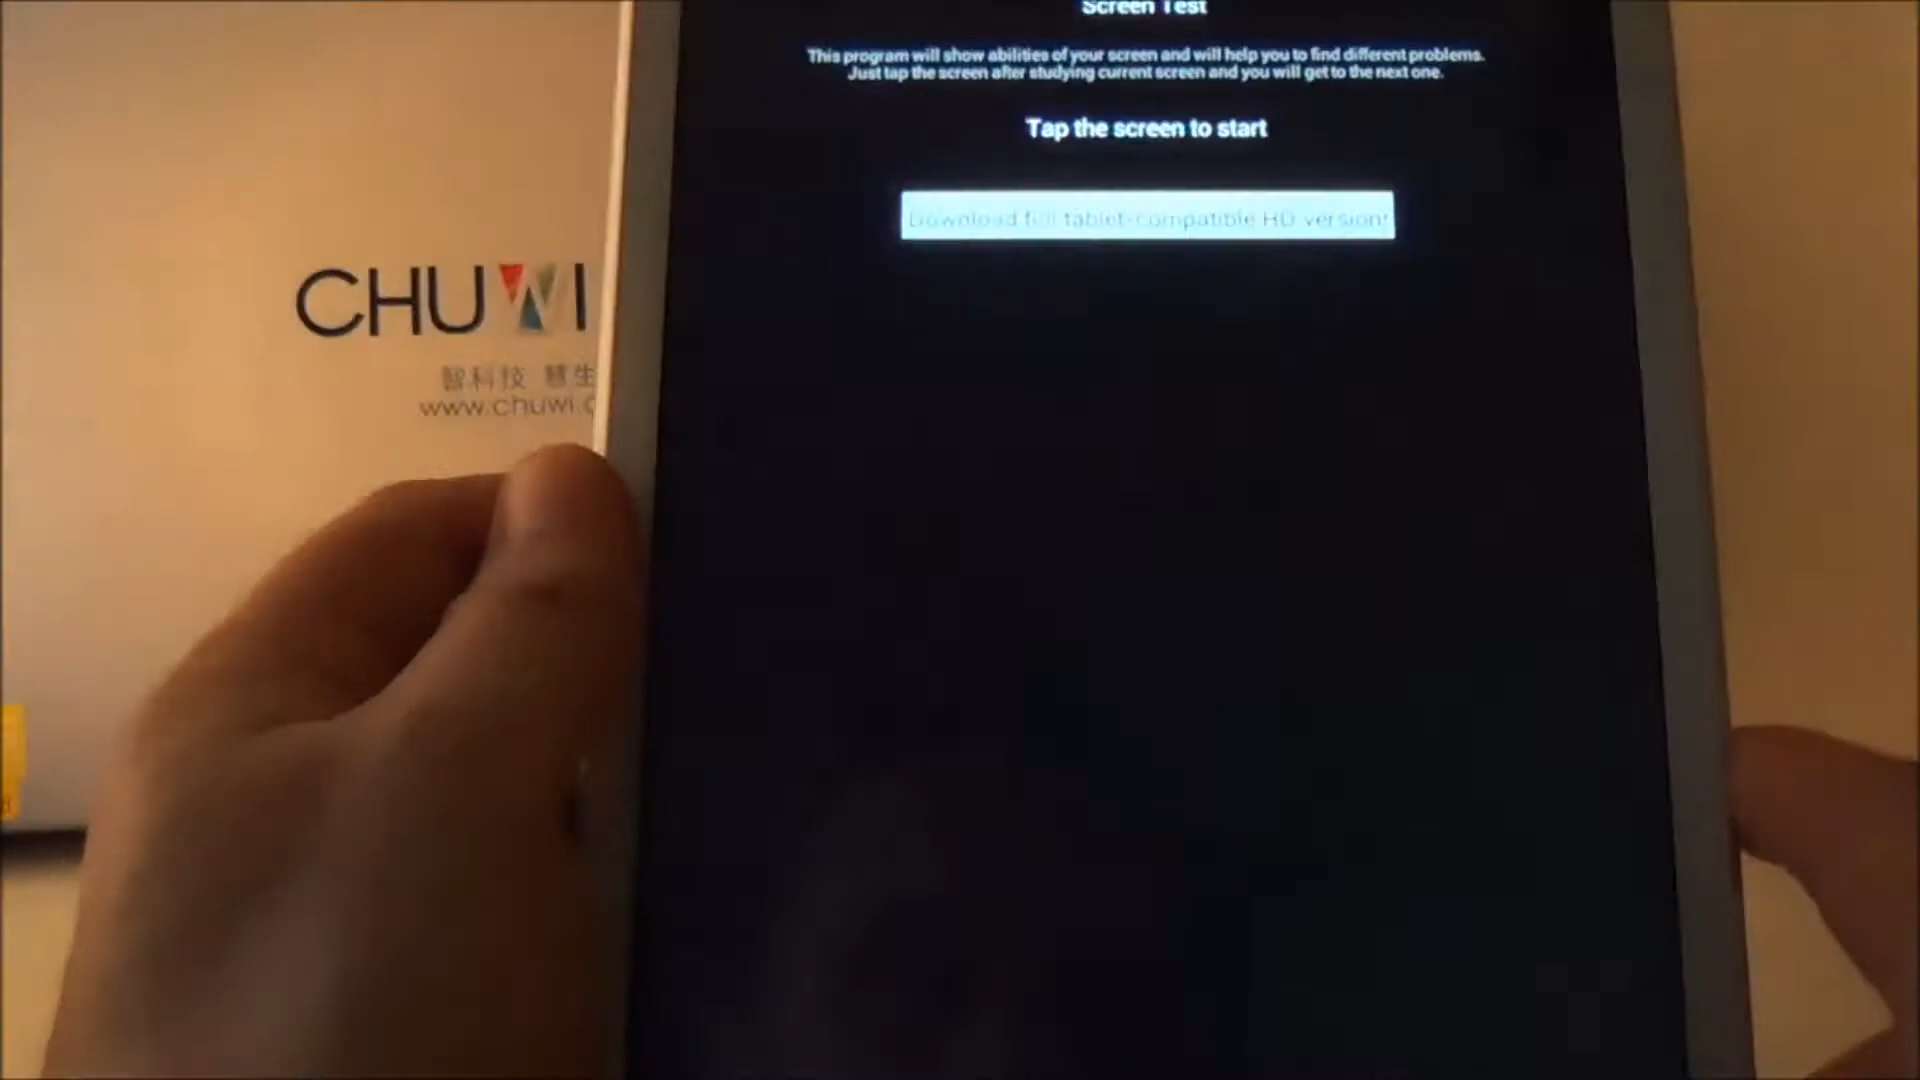 Screen Test
This program will show abilities of your screen and will help you to find different problems.
Just tap the screen after studying current screen and you will get to the next one.
Tap the screen to start
Download full tablet-compatible HD version!
CHUWI
智科技 慧生
www.chuwi.c